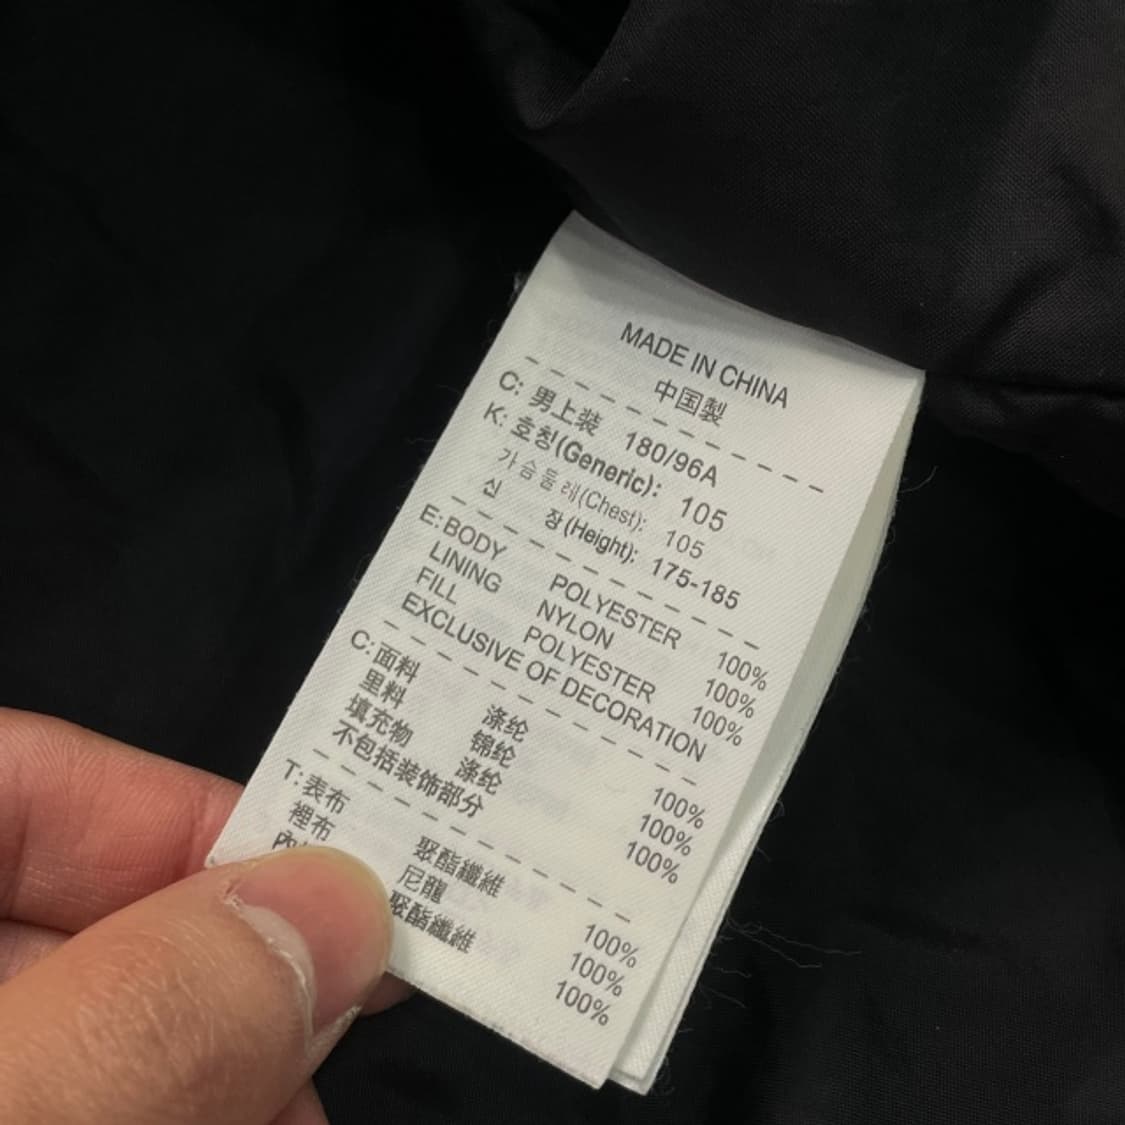 MADE IN CHINA
中国製
C: 男上装 180/96A
K: 호칭(Generic): 105
가슴둘레(Chest): 105
신 장(Height): 175-185
E: BODY POLYESTER 100%
LINING NYLON 100%
FILL POLYESTER 100%
EXCLUSIVE OF DECORATION
C: 面料 涤纶 100%
里料 锦纶 100%
填充物 涤纶 100%
不包括装饰部分
T: 表布 聚酯纖維 100%
裡布 尼龍 100%
聚酯纖維 100%